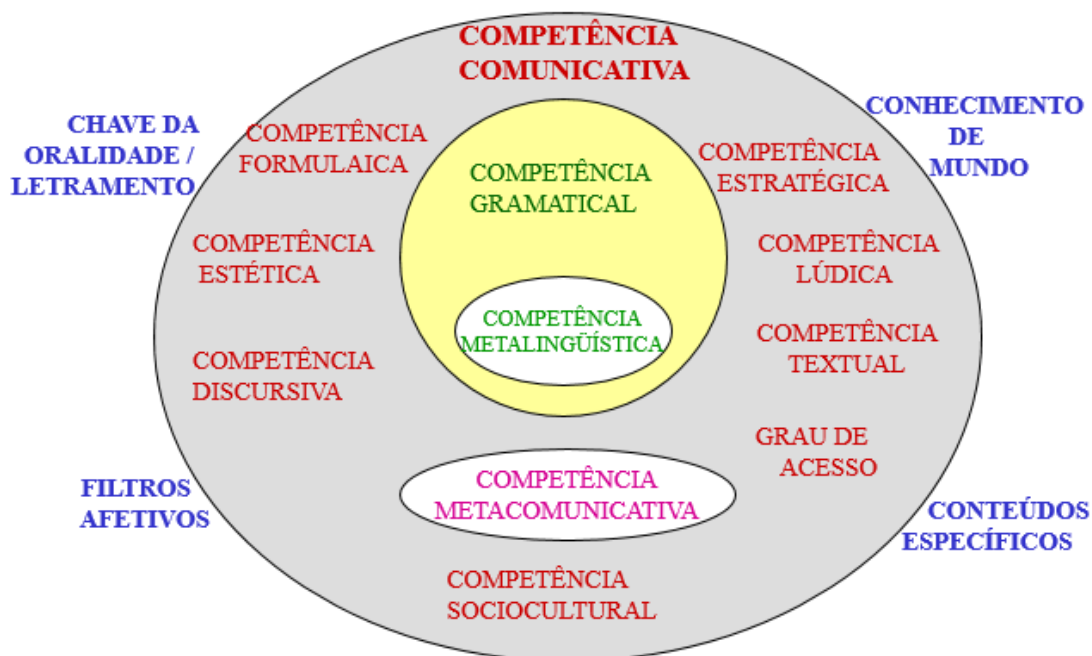 COMPETÊNCIA
COMUNICATIVA
CHAVE DA
ORALIDADE /
LETRAMENTO
COMPETÊNCIA
FORMULAICA
COMPETÊNCIA
GRAMATICAL
COMPETÊNCIA
ESTRATÉGICA
CONHECIMENTO
DE
MUNDO
COMPETÊNCIA
ESTÉTICA
COMPETÊNCIA
LÚDICA
COMPETÊNCIA
METALINGÜÍSTICA
COMPETÊNCIA
DISCURSIVA
COMPETÊNCIA
TEXTUAL
GRAU DE
ACESSO
FILTROS
AFETIVOS
COMPETÊNCIA
METACOMUNICATIVA
CONTEÚDOS
ESPECÍFICOS
COMPETÊNCIA
SOCIOCULTURAL